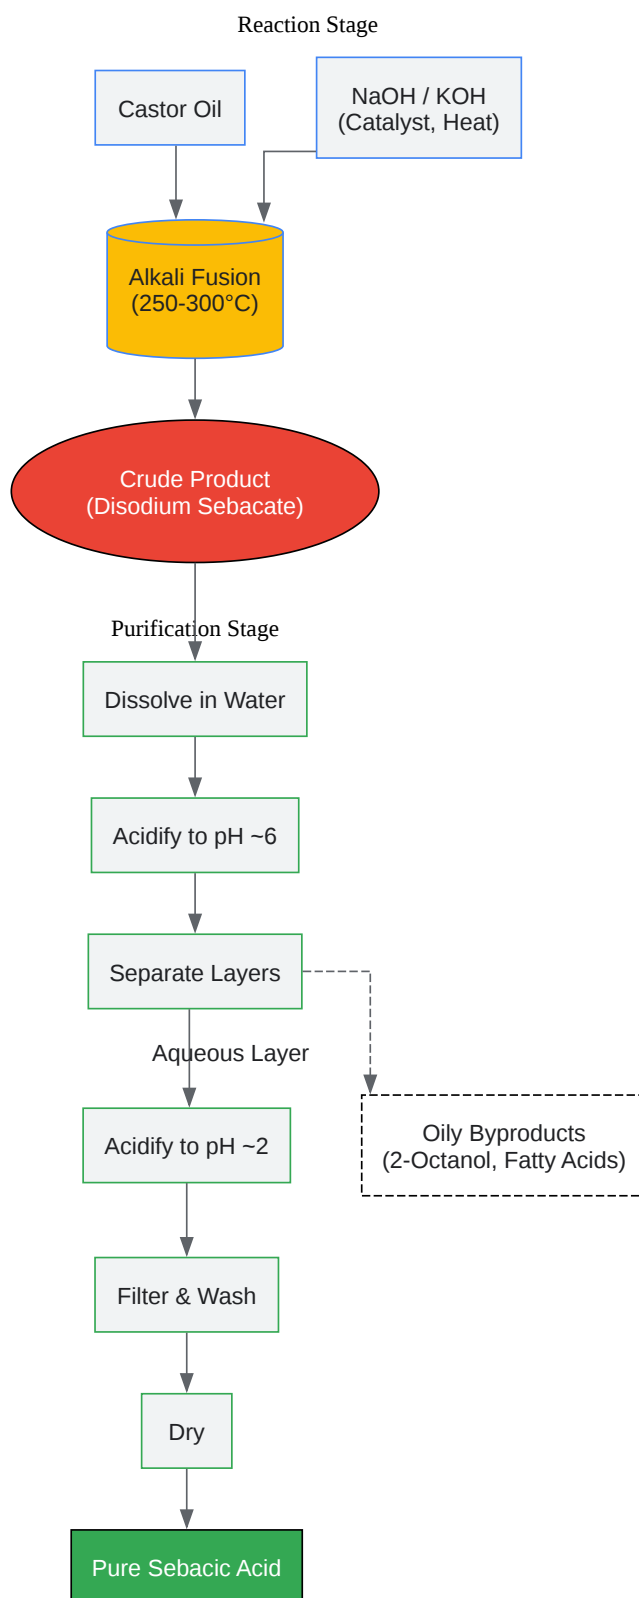 Reaction Stage
Castor Oil
NaOH / KOH
(Catalyst, Heat)
Alkali Fusion
(250-300°C)
Crude Product
(Disodium Sebacate)
Purification Stage
Dissolve in Water
Acidify to pH ~6
Separate Layers
Aqueous Layer
Oily Byproducts
(2-Octanol, Fatty Acids)
Acidify to pH ~2
Filter & Wash
Dry
Pure Sebacic Acid